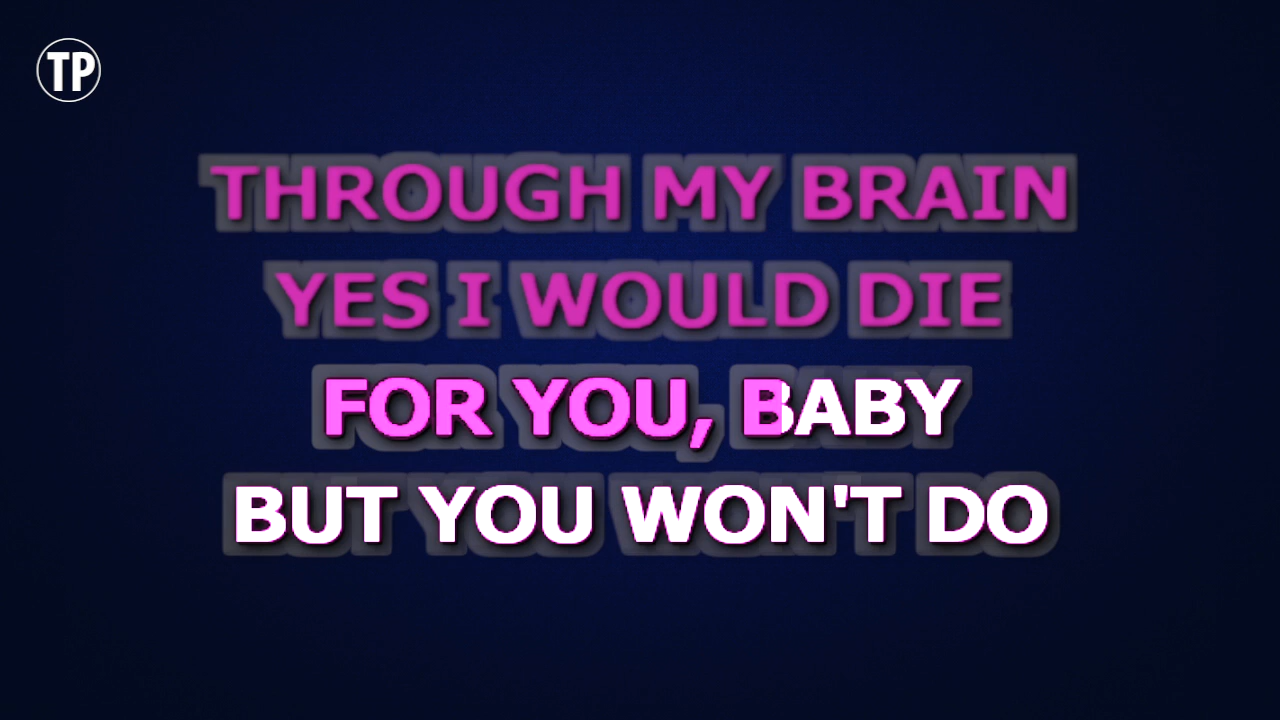 TP
THROUGH MY BRAIN
YES I WOULD DIE
FOR YOU, BABY
BUT YOU WON'T DO